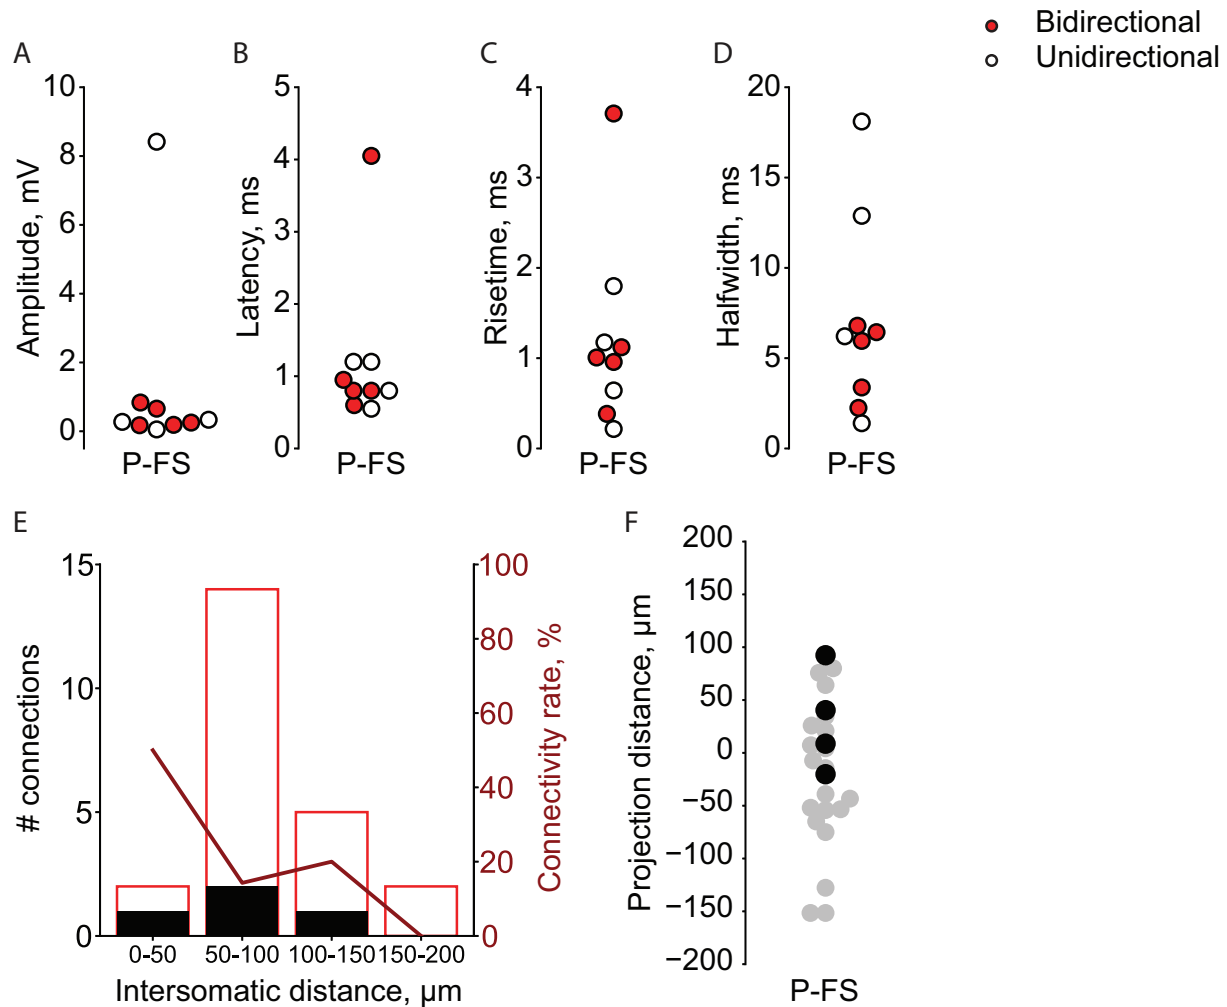 Bidirectional
Unidirectional
A
10
8
6
4
2
0
Amplitude, mV
P-FS
B
5
4
3
2
1
0
Latency, ms
P-FS
C
4
3
2
1
0
Risetime, ms
P-FS
D
20
15
10
5
0
Halfwidth, ms
P-FS
E
15
10
5
0
# connections
100
80
60
40
20
0
Connectivity rate, %
0-50
50-100
100-150
150-200
Intersomatic distance, µm
F
200
150
100
50
0
−50
−100
−150
−200
Projection distance, µm
P-FS